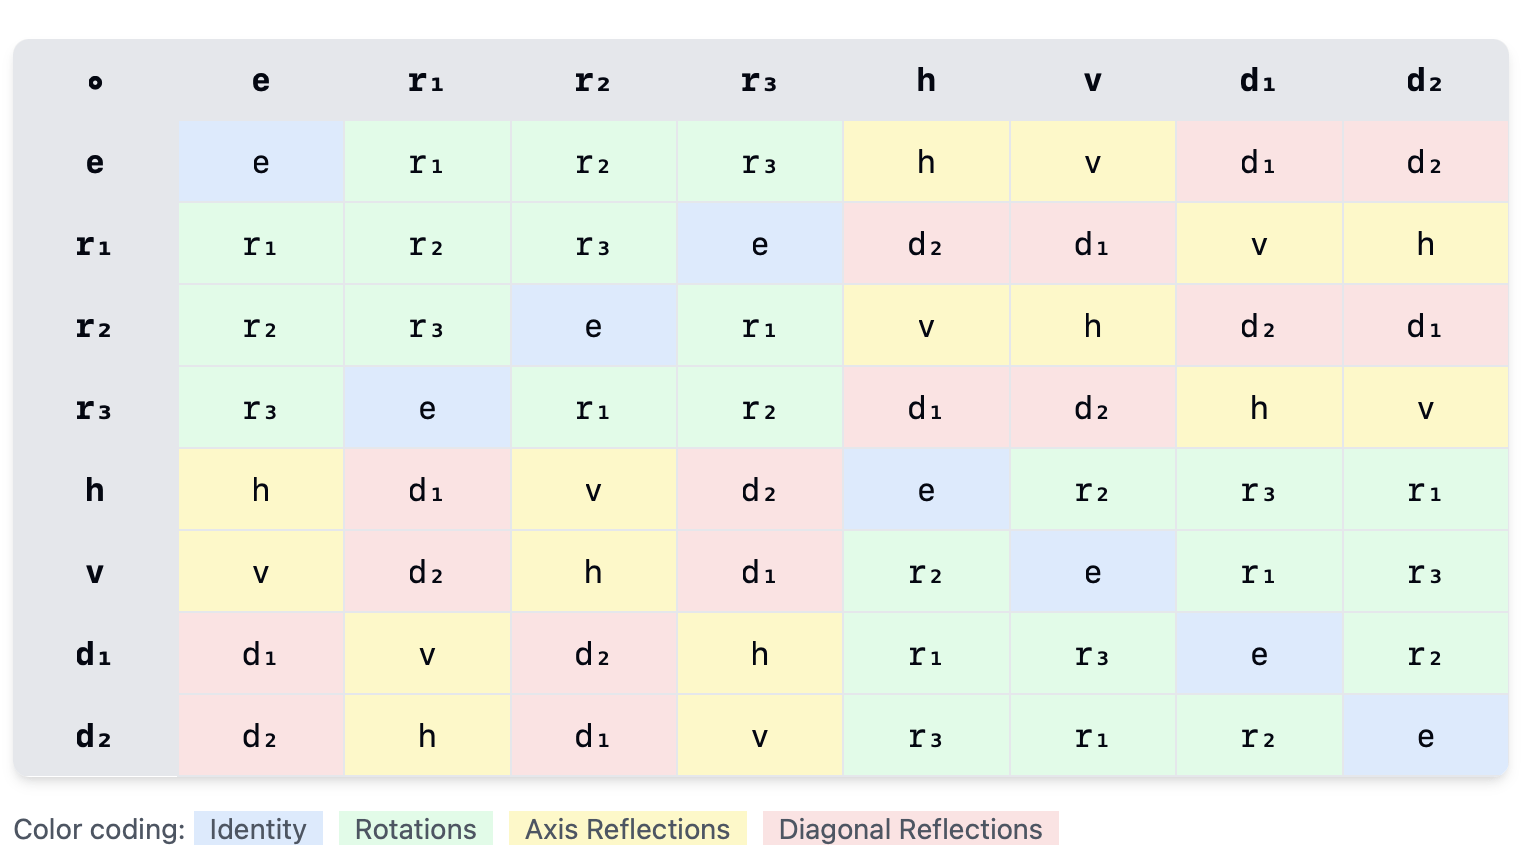 ∘ e r₁ r₂ r₃ h v d₁ d₂
e e r₁ r₂ r₃ h v d₁ d₂
r₁ r₁ r₂ r₃ e d₂ d₁ v h
r₂ r₂ r₃ e r₁ v h d₂ d₁
r₃ r₃ e r₁ r₂ d₁ d₂ h v
h h d₁ v d₂ e r₂ r₃ r₁
v v d₂ h d₁ r₂ e r₁ r₃
d₁ d₁ v d₂ h r₁ r₃ e r₂
d₂ d₂ h d₁ v r₃ r₁ r₂ e
Color coding: Identity Rotations Axis Reflections Diagonal Reflections